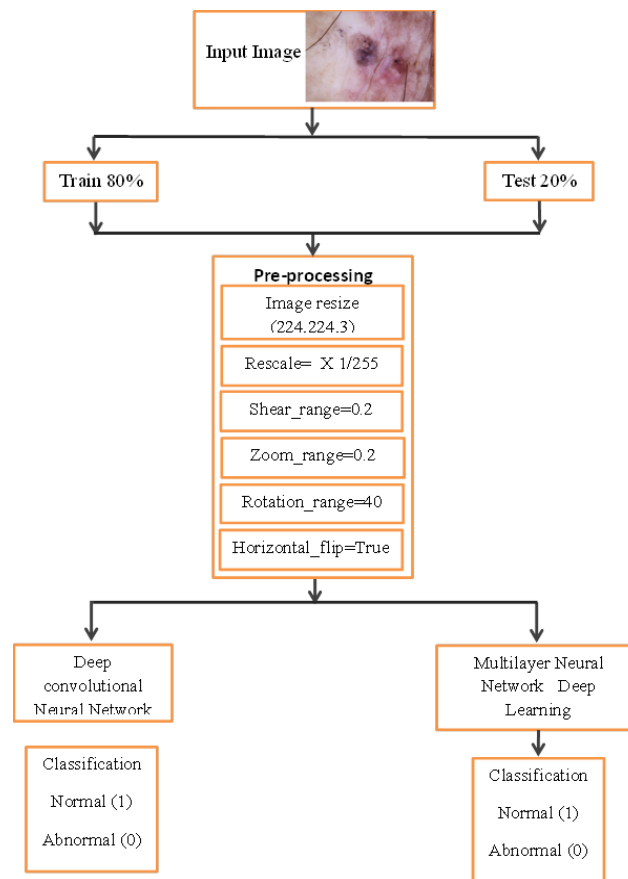 Input Image
Train 80%
Test 20%
Pre-processing
Image resize
(224.224.3)
Rescale= X 1/255
Shear_range=0.2
Zoom_range=0.2
Rotation_range=40
Horizontal_flip=True
Deep
convolutional
Neural Network
Multilayer Neural
Network Deep
Learning
Classification
Normal (1)
Abnormal (0)
Classification
Normal (1)
Abnormal (0)